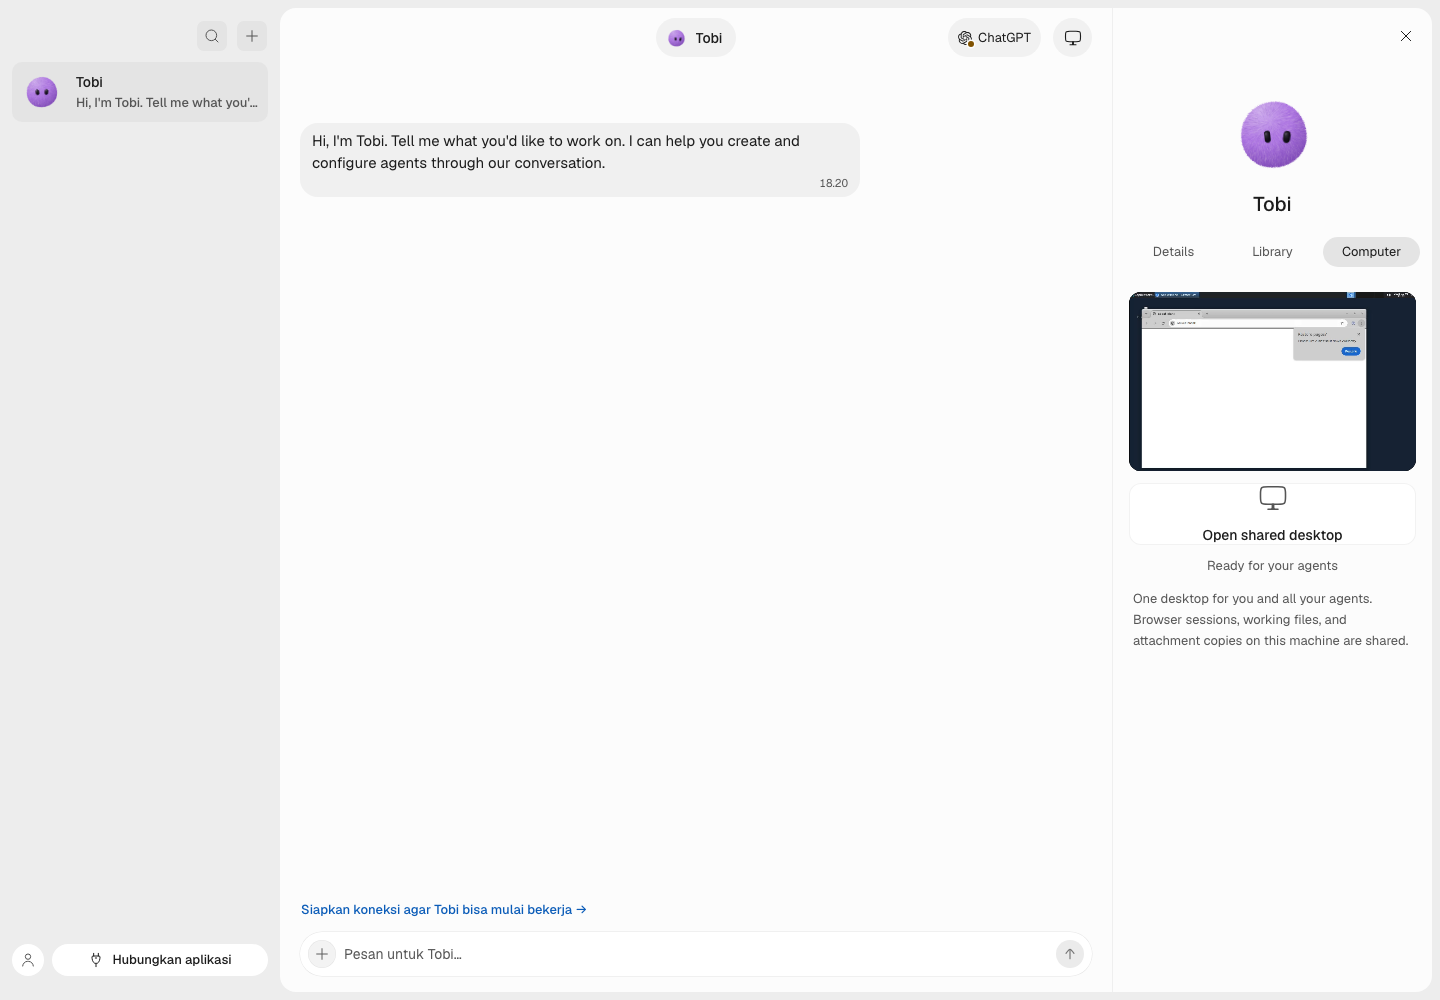 Tobi
Hi, I'm Tobi. Tell me what you'...
Tobi
ChatGPT
Hi, I'm Tobi. Tell me what you'd like to work on. I can help you create and
configure agents through our conversation.
18.20
Siapkan koneksi agar Tobi bisa mulai bekerja →
Pesan untuk Tobi...
Hubungkan aplikasi
Tobi
Details
Library
Computer
Open shared desktop
Ready for your agents
One desktop for you and all your agents.
Browser sessions, working files, and
attachment copies on this machine are shared.